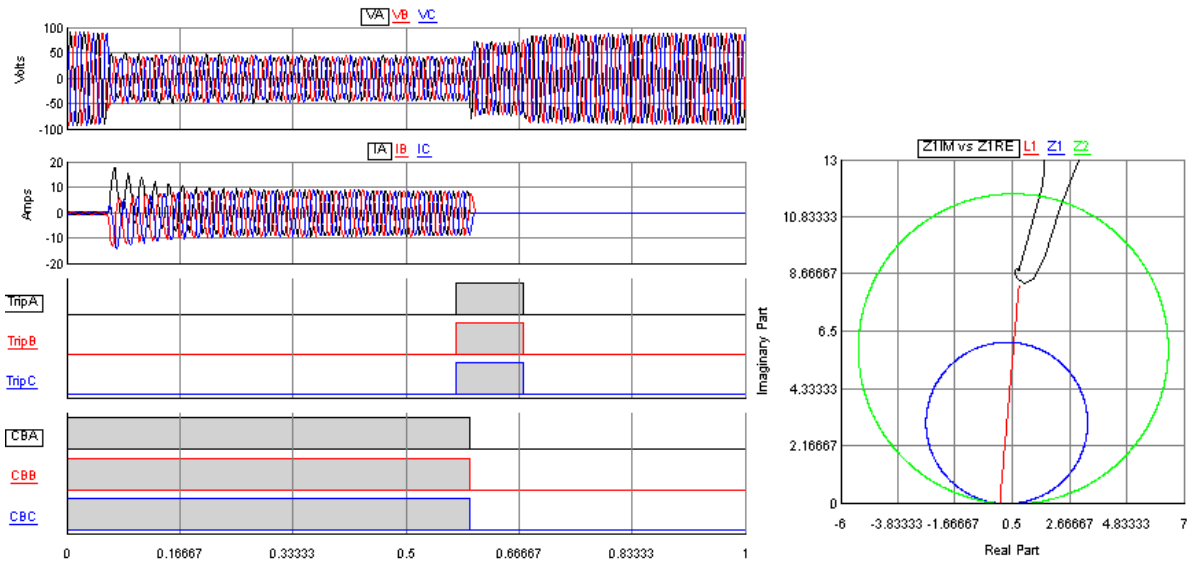 VA VB VC
100
50
0
-50
-100
Volts
IA IB IC
20
10
0
-10
-20
Amps
TripA
TripB
TripC
CBA
CBB
CBC
0 0.16667 0.33333 0.5 0.66667 0.83333 1
Z1IM vs Z1RE L1 Z1 Z2
13
10.83333
8.66667
6.5
4.33333
2.16667
0
Imaginary Part
-6 -3.83333 -1.66667 0.5 2.66667 4.83333 7
Real Part